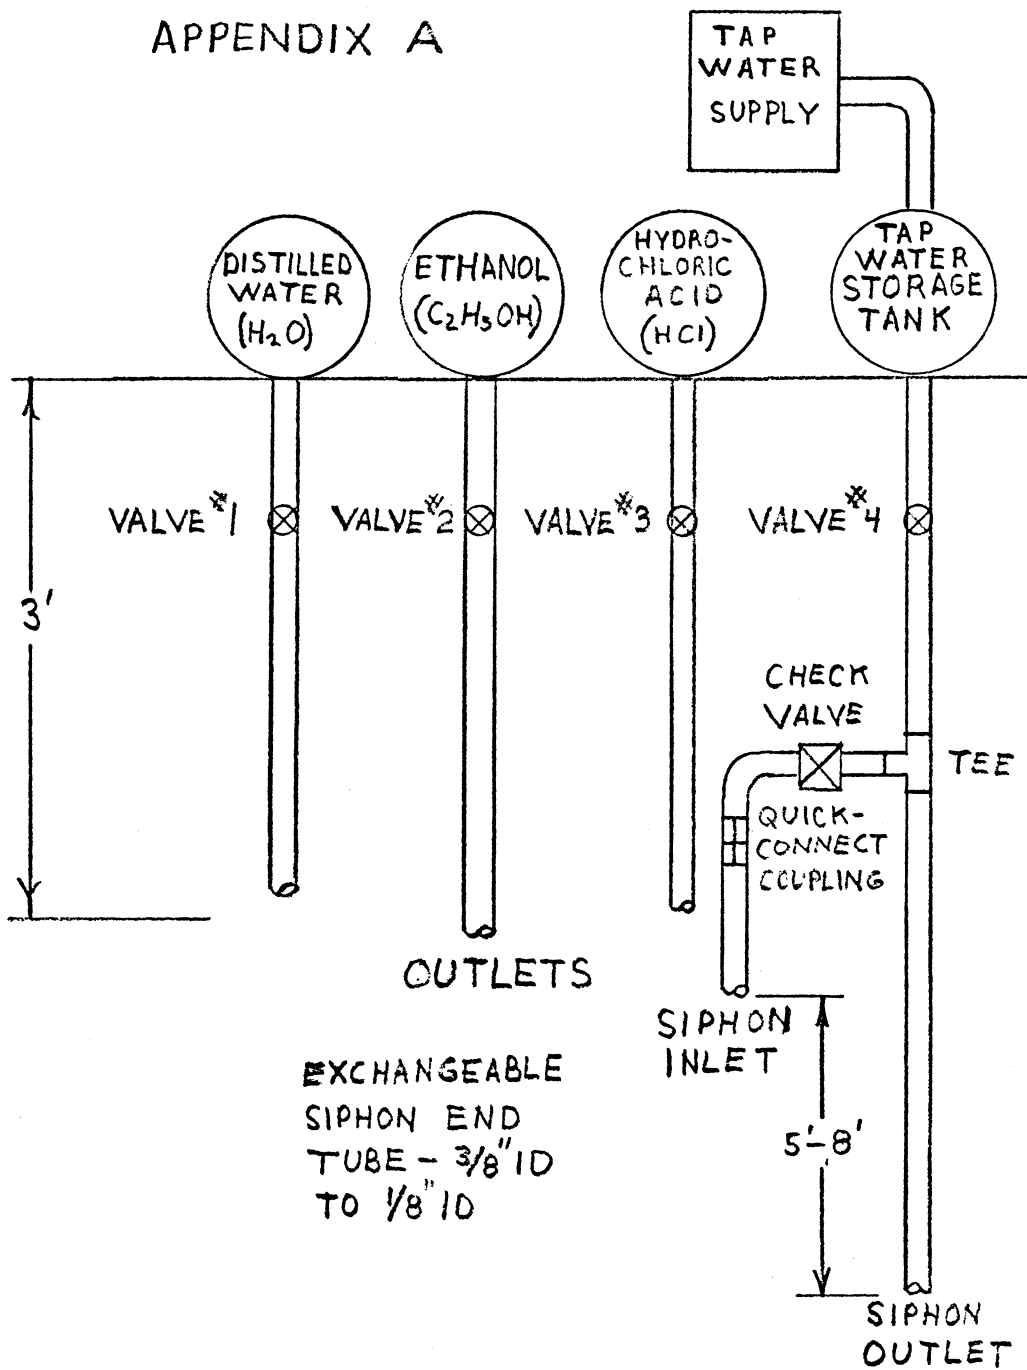 APPENDIX A
TAP
WATER
SUPPLY
DISTILLED
WATER
(H₂O)
ETHANOL
(C₂H₅OH)
HYDRO-
CHLORIC
ACID
(HCl)
TAP
WATER
STORAGE
TANK
VALVE #1
VALVE #2
VALVE #3
VALVE #4
3'
CHECK
VALVE
TEE
QUICK-
CONNECT
COUPLING
OUTLETS
SIPHON
INLET
EXCHANGEABLE
SIPHON END
TUBE - 3/8" ID
TO 1/8" ID
5'-8'
SIPHON
OUTLET